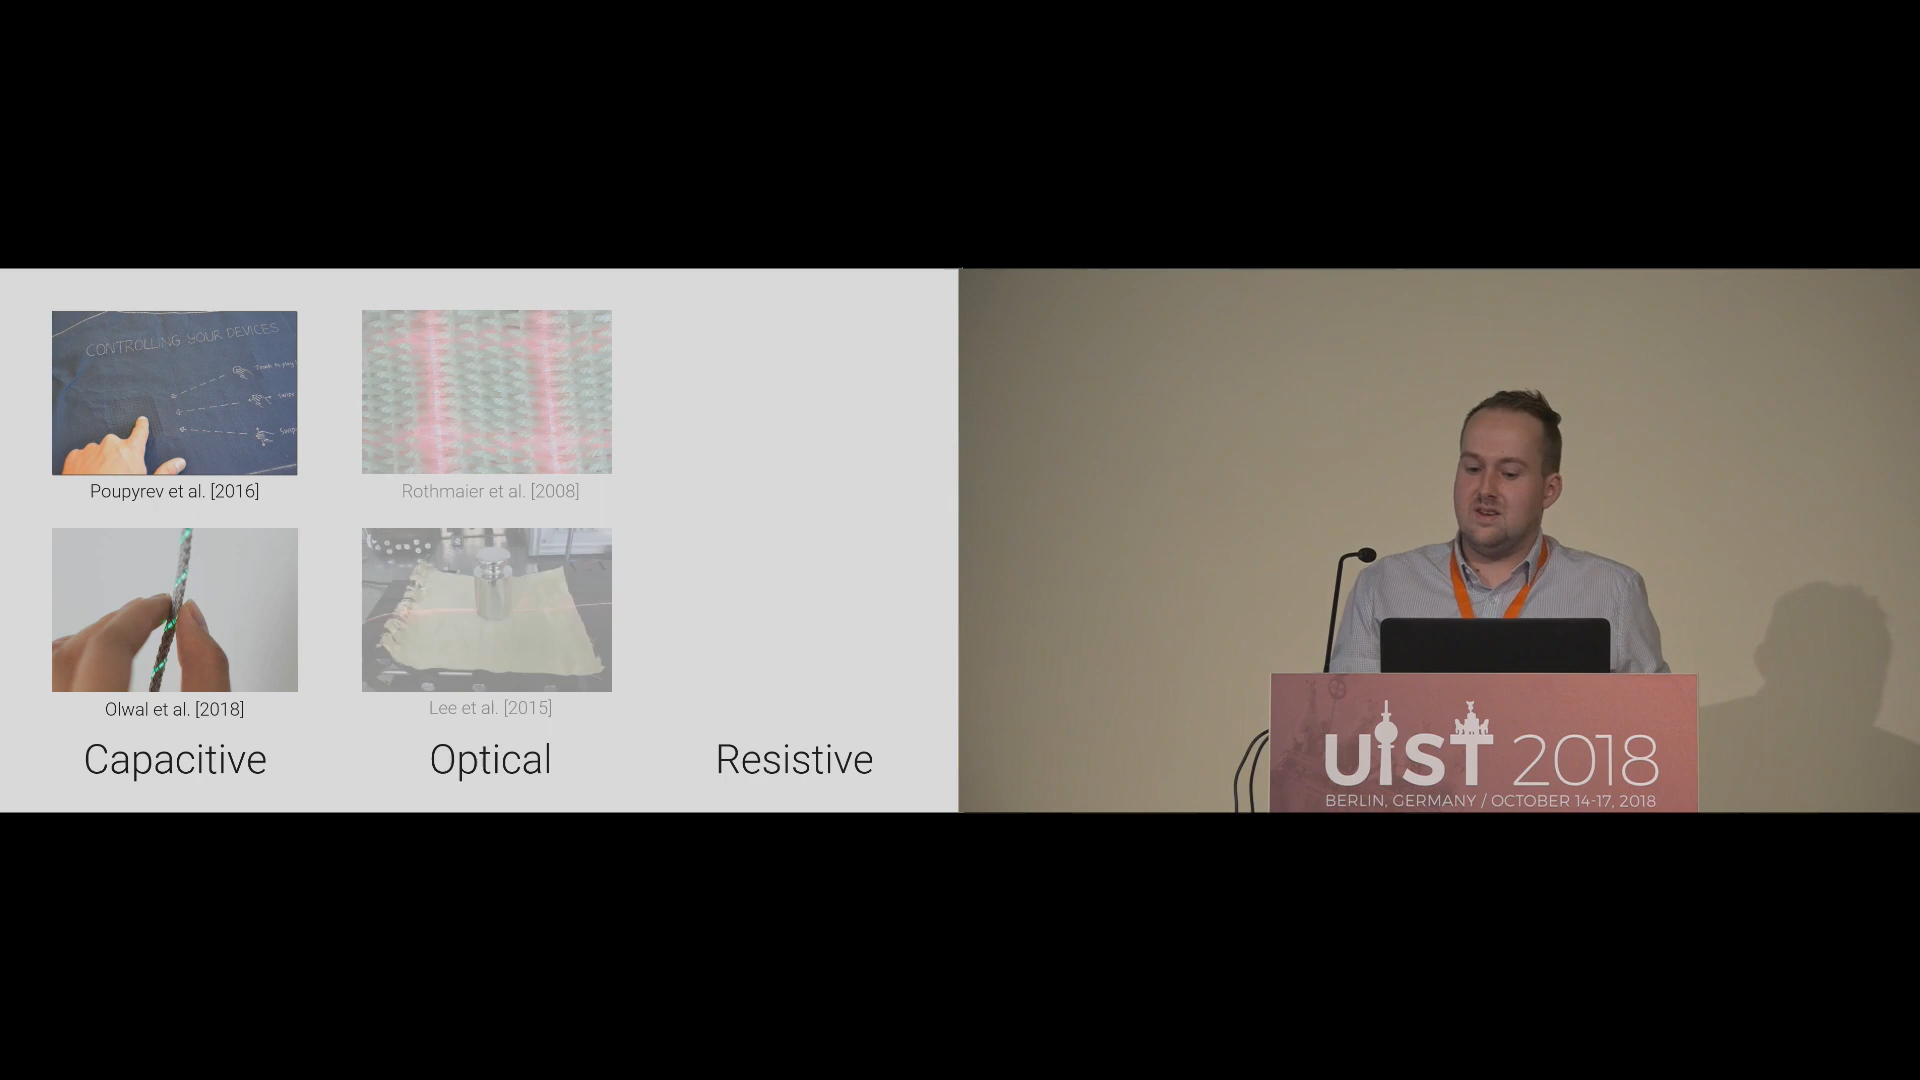 CONTROLLING YOUR DEVICES
Poupyrev et al. [2016]
Rothmaier et al. [2008]
Olwal et al. [2018]
Lee et al. [2015]
Capacitive
Optical
Resistive
UIST 2018
BERLIN, GERMANY / OCTOBER 14-17, 2018